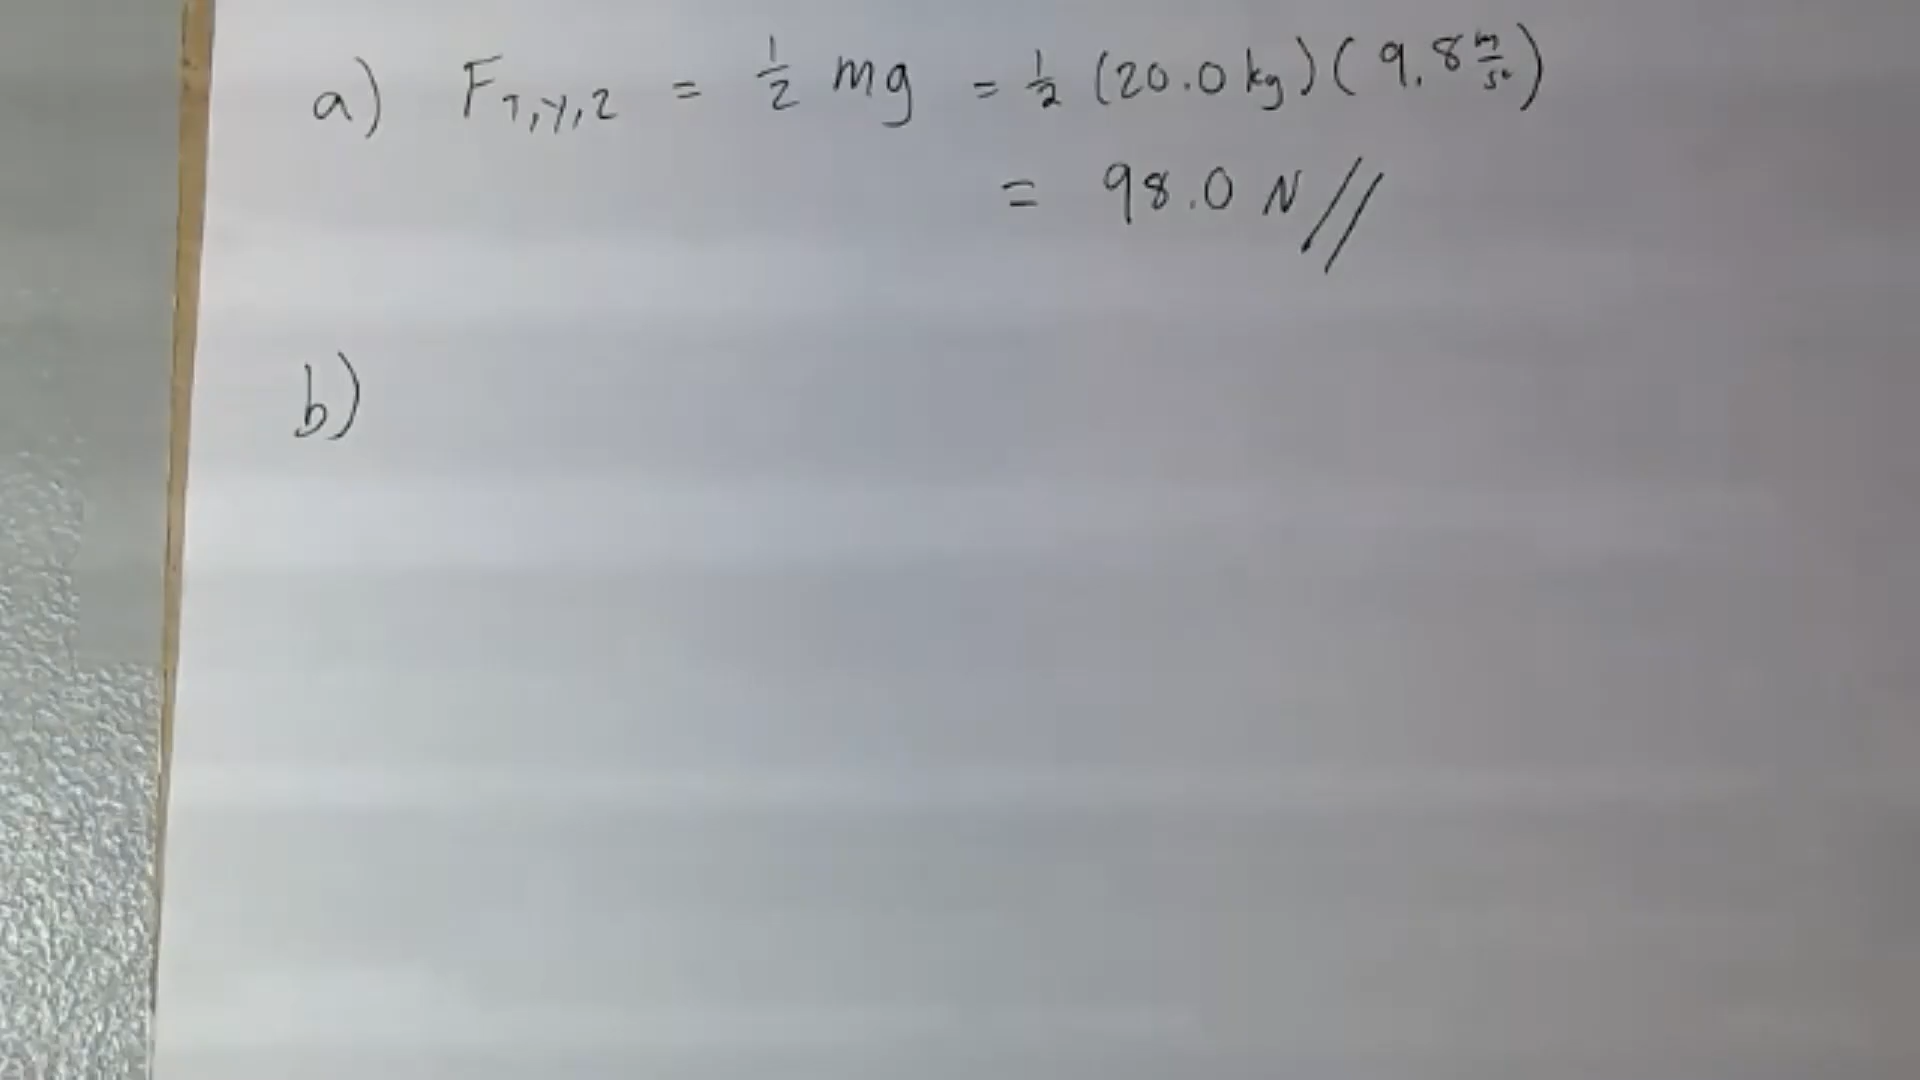 a) F_T,y,2 = 1/2 mg = 1/2 (20.0 kg)(9.8 m/s²)
= 98.0 N //
b)